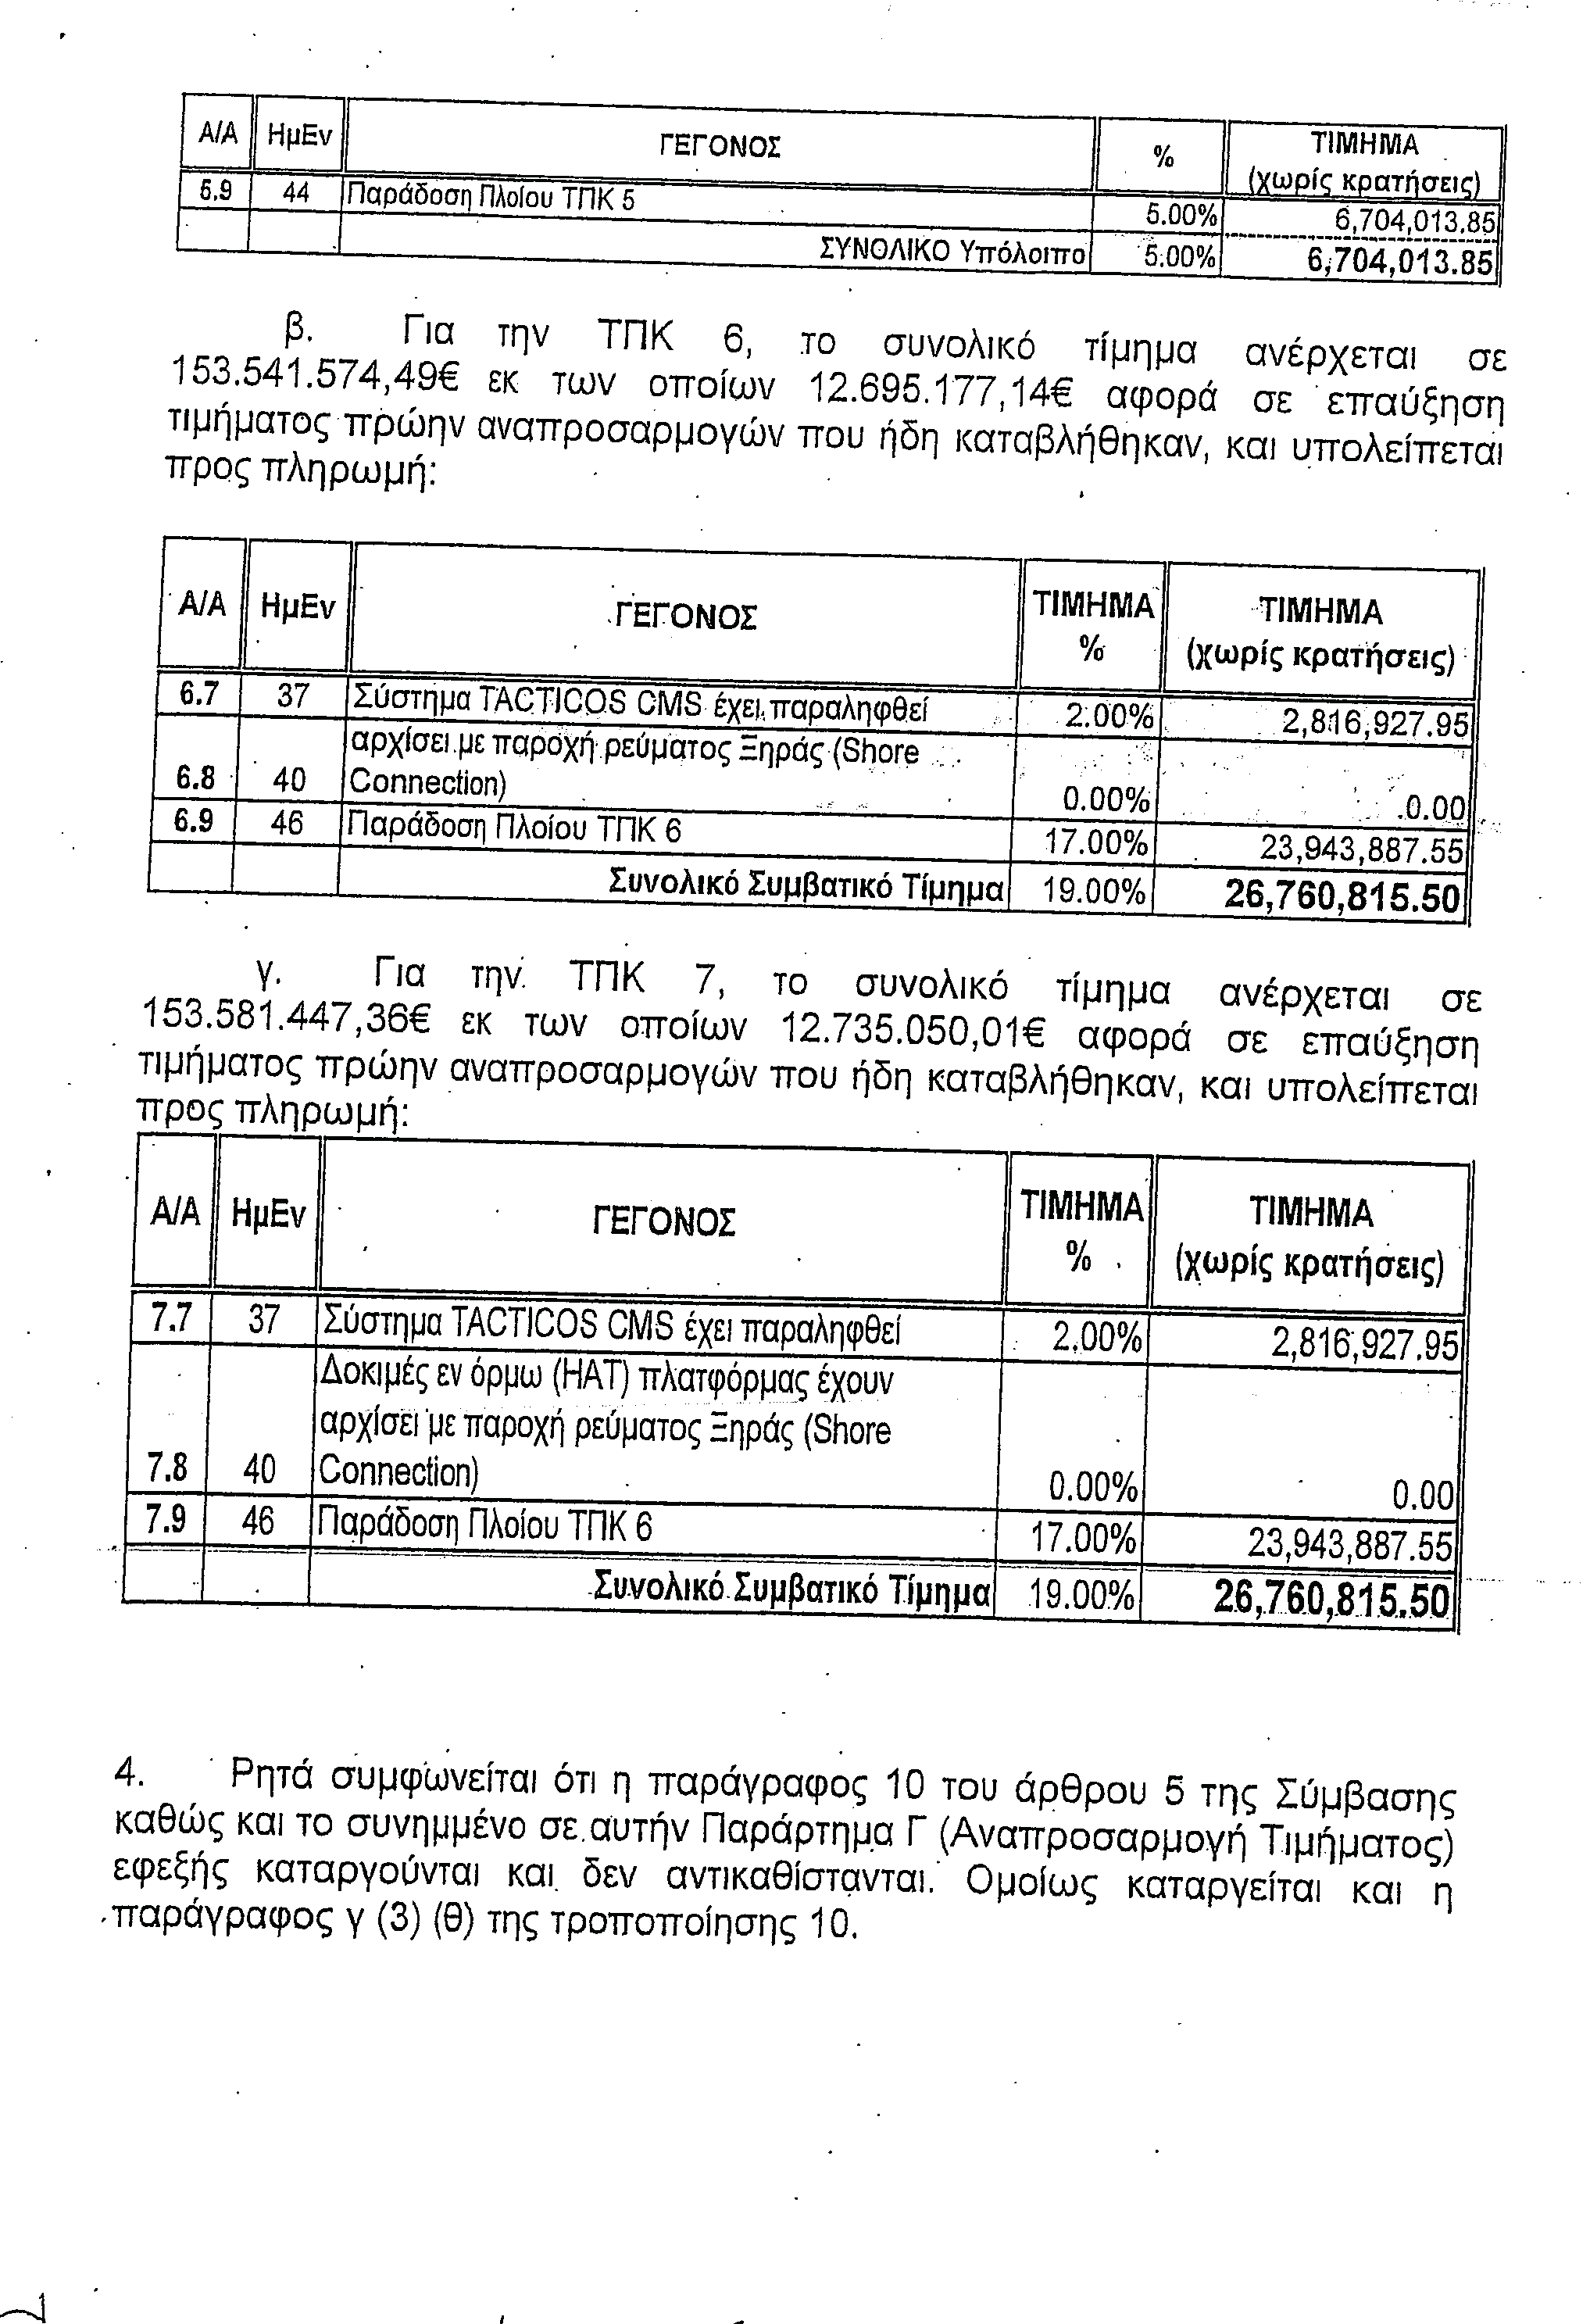 Α/Α ΗμΕν ΓΕΓΟΝΟΣ % ΤΙΜΗΜΑ
(χωρίς κρατήσεις)
5.9 44 Παράδοση Πλοίου ΤΠΚ 5 5.00% 6,704,013.85
ΣΥΝΟΛΙΚΟ Υπόλοιπο 5.00% 6,704,013.85
β. Για την ΤΠΚ 6, το συνολικό τίμημα ανέρχεται σε
153.541.574,49€ εκ των οποίων 12.695.177,14€ αφορά σε επαύξηση
τιμήματος πρώην αναπροσαρμογών που ήδη καταβλήθηκαν, και υπολείπεται
προς πληρωμή:
Α/Α ΗμΕν ΓΕΓΟΝΟΣ ΤΙΜΗΜΑ ΤΙΜΗΜΑ
% (χωρίς κρατήσεις)
6.7 37 Σύστημα TACTICOS CMS έχει παραληφθεί 2.00% 2,816,927.95
αρχίσει με παροχή ρεύματος Ξηράς (Shore
6.8 40 Connection) 0.00% 0.00
6.9 46 Παράδοση Πλοίου ΤΠΚ 6 17.00% 23,943,887.55
Συνολικό Συμβατικό Τίμημα 19.00% 26,760,815.50
γ. Για την ΤΠΚ 7, το συνολικό τίμημα ανέρχεται σε
153.581.447,36€ εκ των οποίων 12.735.050,01€ αφορά σε επαύξηση
τιμήματος πρώην αναπροσαρμογών που ήδη καταβλήθηκαν, και υπολείπεται
προς πληρωμή:
Α/Α ΗμΕν ΓΕΓΟΝΟΣ ΤΙΜΗΜΑ ΤΙΜΗΜΑ
% (χωρίς κρατήσεις)
7.7 37 Σύστημα TACTICOS CMS έχει παραληφθεί 2.00% 2,816,927.95
Δοκιμές εν όρμω (HAT) πλατφόρμας έχουν
αρχίσει με παροχή ρεύματος Ξηράς (Shore
7.8 40 Connection) 0.00% 0.00
7.9 46 Παράδοση Πλοίου ΤΠΚ 6 17.00% 23,943,887.55
Συνολικό Συμβατικό Τίμημα 19.00% 26,760,815.50
4. Ρητά συμφωνείται ότι η παράγραφος 10 του άρθρου 5 της Σύμβασης
καθώς και το συνημμένο σε αυτήν Παράρτημα Γ (Αναπροσαρμογή Τιμήματος)
εφεξής καταργούνται και δεν αντικαθίστανται. Ομοίως καταργείται και η
παράγραφος γ (3) (θ) της τροποποίησης 10.